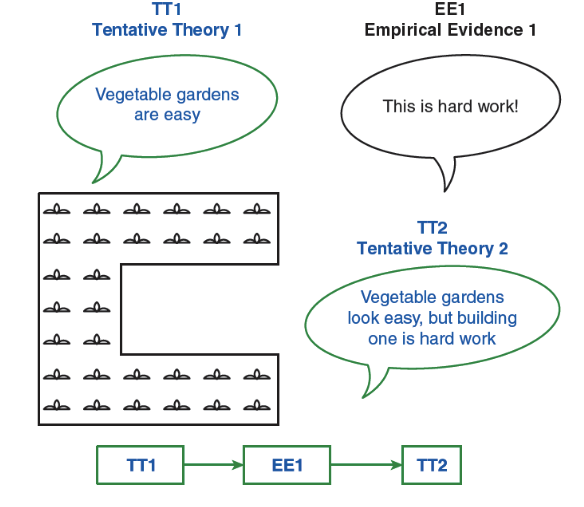 TT1
Tentative Theory 1
Vegetable gardens
are easy
EE1
Empirical Evidence 1
This is hard work!
TT2
Tentative Theory 2
Vegetable gardens
look easy, but building
one is hard work
TT1
EE1
TT2